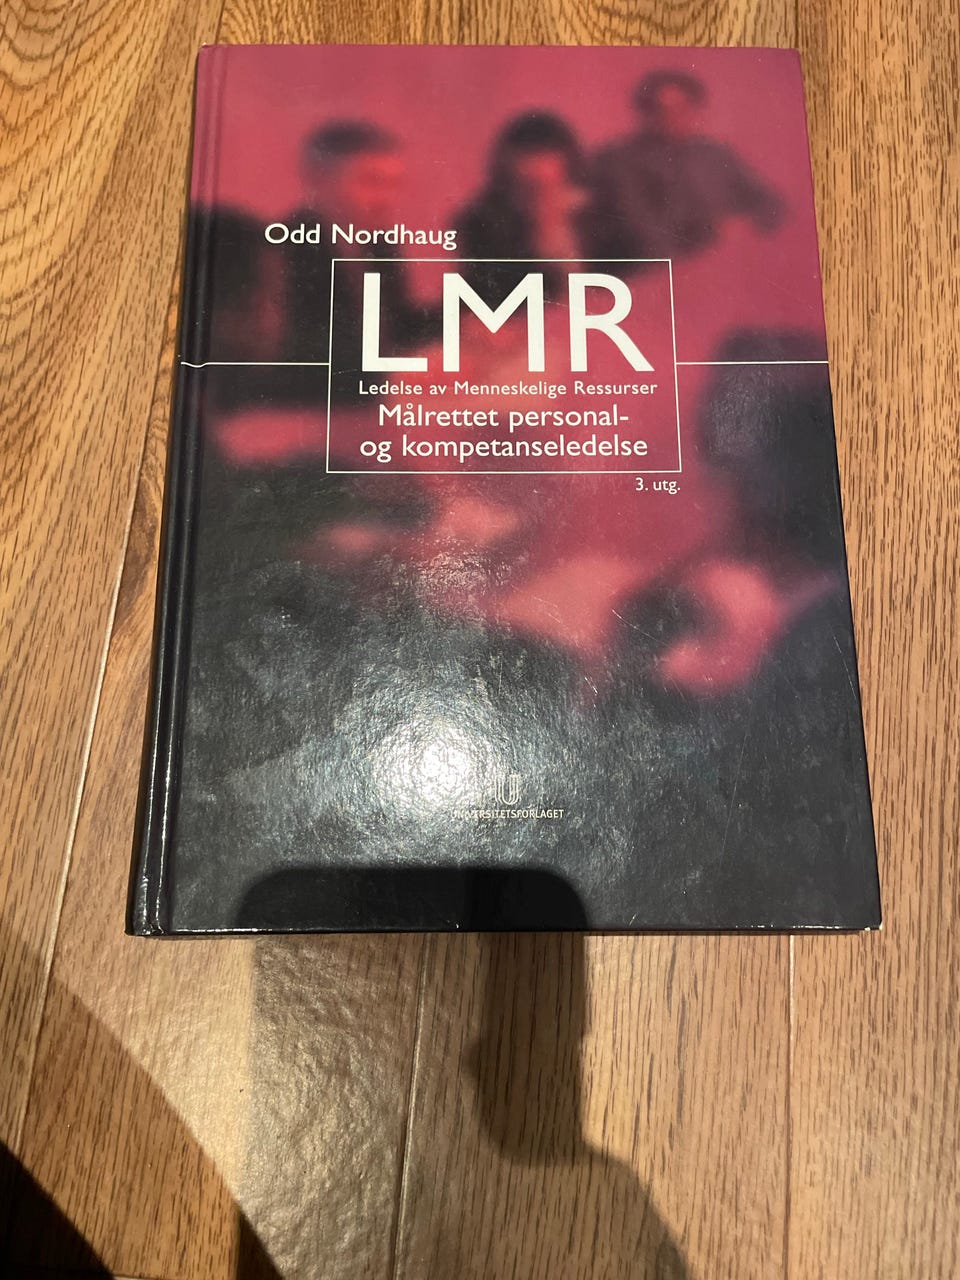 Odd Nordhaug
LMR
Ledelse av Menneskelige Ressurser
Målrettet personal-
og kompetanseledelse
3. utg.
UNIVERSITETSFORLAGET